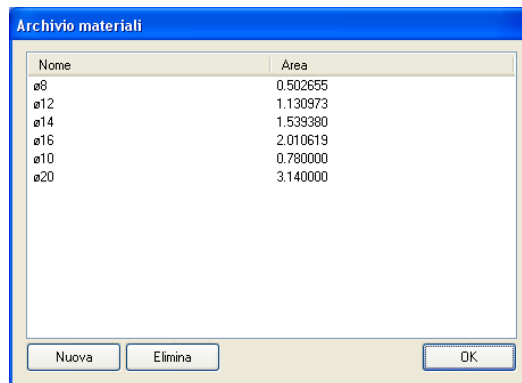 Archivio materiali
Nome Area
ø8 0.502655
ø12 1.130973
ø14 1.539380
ø16 2.010619
ø10 0.780000
ø20 3.140000
Nuova Elimina OK